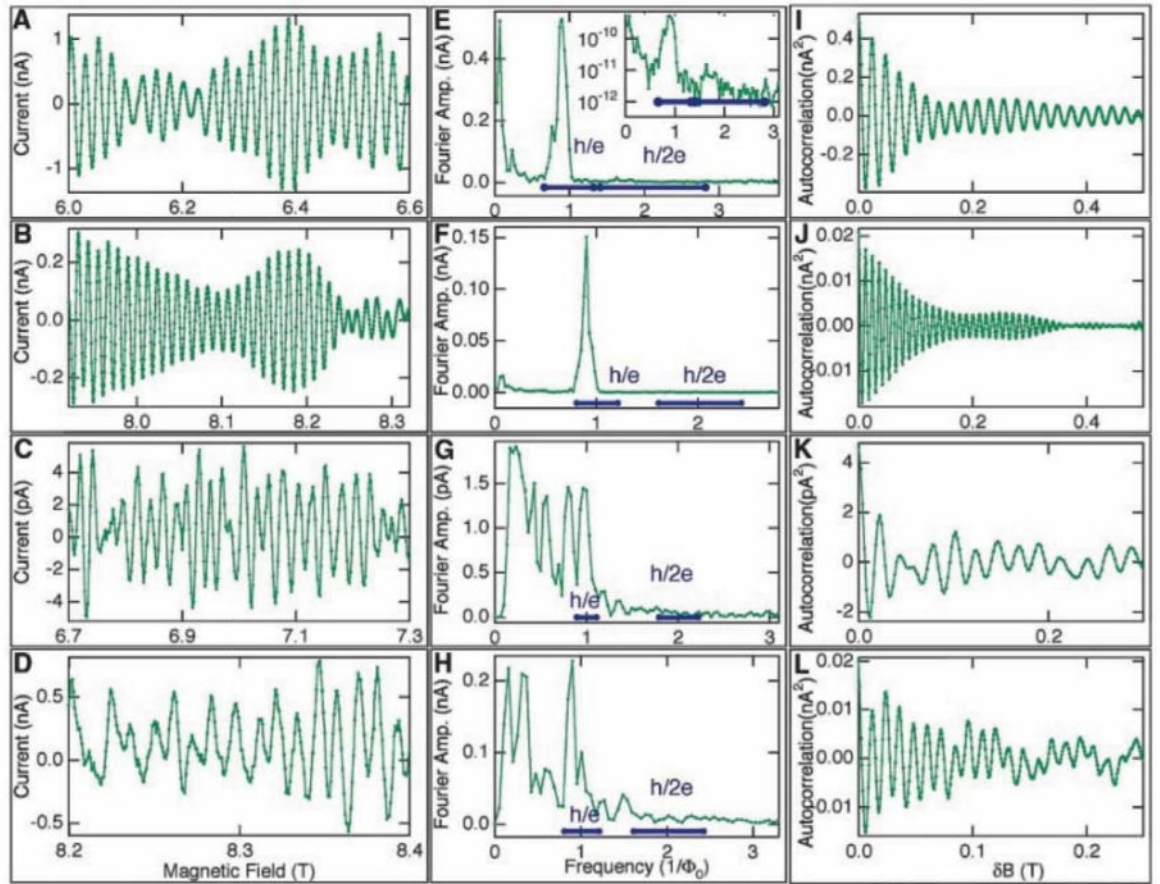 A
Current (nA)
1
0
-1
6.0 6.2 6.4 6.6
B
Current (nA)
0.2
0.0
-0.2
8.0 8.1 8.2 8.3
C
Current (pA)
4
2
0
-2
-4
6.7 6.9 7.1 7.3
D
Current (nA)
0.5
0.0
-0.5
8.2 8.3 8.4
Magnetic Field (T)
E
Fourier Amp. (nA)
0.4
0.2
0.0
h/e
h/2e
0 1 2 3
10-10
10-11
10-12
0 1 2 3
F
Fourier Amp. (nA)
0.15
0.10
0.05
0.00
h/e h/2e
0 1 2
G
Fourier Amp. (pA)
1.5
1.0
0.5
0.0
h/2e
h/e
0 1 2 3
H
Fourier Amp. (nA)
0.2
0.1
0.0
h/2e
h/e
0 1 2 3
Frequency (1/Φ0)
I
Autocorrelation(nA2)
0.4
0.2
0.0
-0.2
0.0 0.2 0.4
J
Autocorrelation(nA2)
0.02
0.01
0.00
0.01
0.0 0.2 0.4
K
Autocorrelation(pA2)
4
2
0
-2
0.0 0.2
L
Autocorrelation(nA2)
0.02
0.01
0.00
0.01
0.0 0.1 0.2
δB (T)